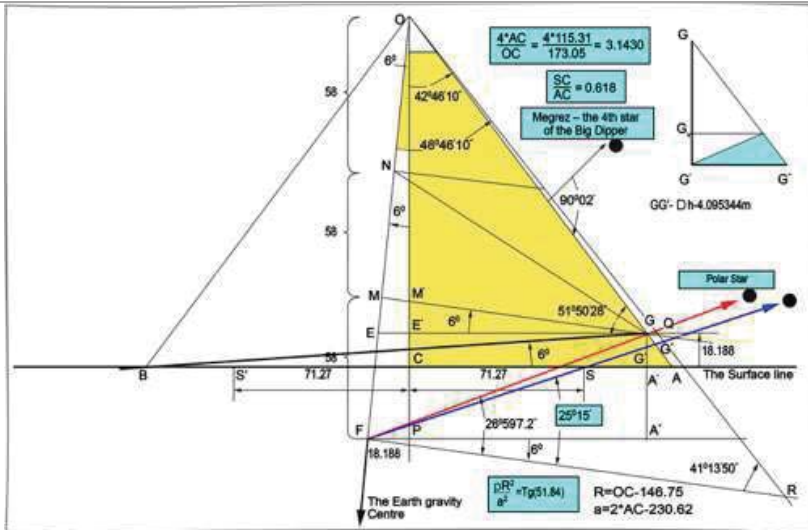 O
4*AC 4*115.31
OC = 173.05 = 3.1430
SC
AC = 0.618
Megrez – the 4th star
of the Big Dipper
G
G
G' G"
GG'- □h-4.095344m
6º
58
42º46'10"
48º46'10"
N
90º02'
6º
58
Polar Star
M M'
51º50'28"
G Q
E E'
6º
G"
58
C
6º
G'
18.188
B S' 71.27 71.27 S A' A The Surface line
F P
26º597.2'
25º15'
A"
18.188
6º
41º13'50"
R
The Earth gravity
Centre
pR²
a² =Tg(51.84)
R=OC-146.75
a=2*AC-230.62